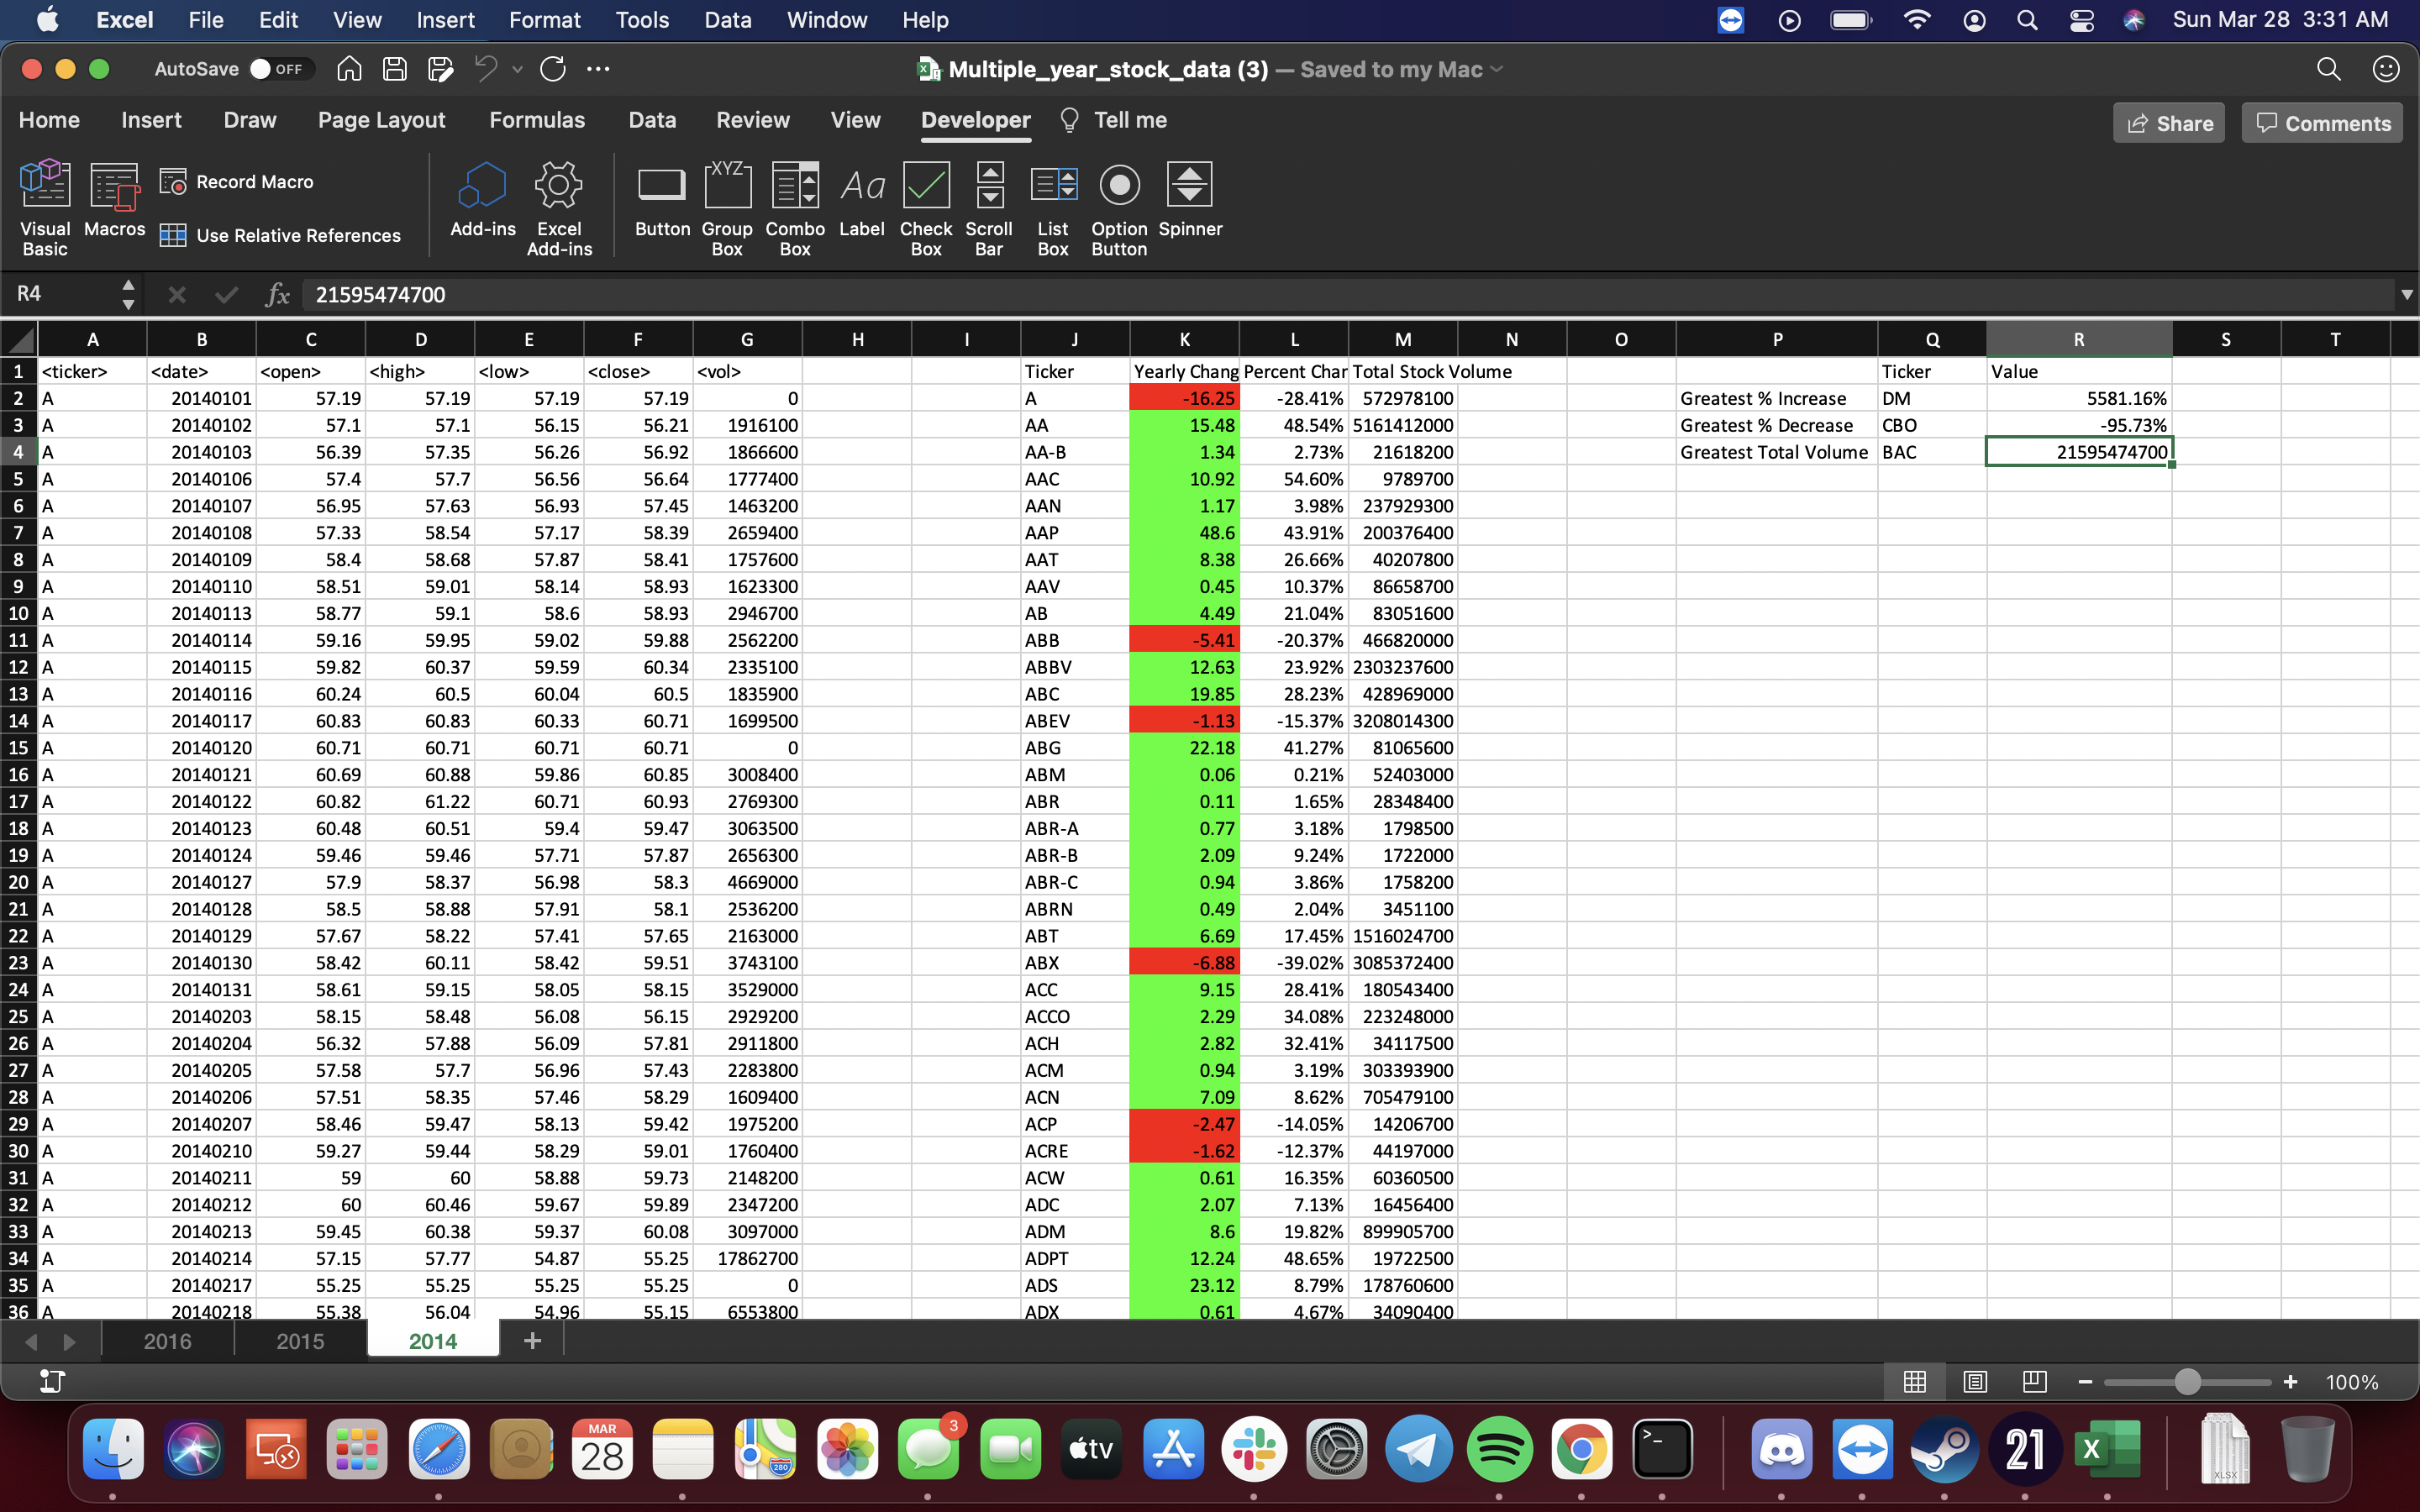 Excel File Edit View Insert Format Tools Data Window Help Sun Mar 28 3:31 AM
AutoSave OFF Multiple_year_stock_data (3) — Saved to my Mac
Home Insert Draw Page Layout Formulas Data Review View Developer Tell me Share Comments
Visual Basic Macros Record Macro Use Relative References Add-ins Excel Add-ins XYZ Aa Button Group Box Combo Box Label Check Box Scroll Bar List Box Option Button Spinner
R4 fx 21595474700
A B C D E F G H I J K L M N O P Q R S T
1 <ticker> <date> <open> <high> <low> <close> <vol> Ticker Yearly Chang Percent Char Total Stock Volume Ticker Value
2 A 20140101 57.19 57.19 57.19 57.19 0 A -16.25 -28.41% 572978100 Greatest % Increase DM 5581.16%
3 A 20140102 57.1 57.1 56.15 56.21 1916100 AA 15.48 48.54% 5161412000 Greatest % Decrease CBO -95.73%
4 A 20140103 56.39 57.35 56.26 56.92 1866600 AA-B 1.34 2.73% 21618200 Greatest Total Volume BAC 21595474700
5 A 20140106 57.4 57.7 56.56 56.64 1777400 AAC 10.92 54.60% 9789700
6 A 20140107 56.95 57.63 56.93 57.45 1463200 AAN 1.17 3.98% 237929300
7 A 20140108 57.33 58.54 57.17 58.39 2659400 AAP 48.6 43.91% 200376400
8 A 20140109 58.4 58.68 57.87 58.41 1757600 AAT 8.38 26.66% 40207800
9 A 20140110 58.51 59.01 58.14 58.93 1623300 AAV 0.45 10.37% 86658700
10 A 20140113 58.77 59.1 58.6 58.93 2946700 AB 4.49 21.04% 83051600
11 A 20140114 59.16 59.95 59.02 59.88 2562200 ABB -5.41 -20.37% 466820000
12 A 20140115 59.82 60.37 59.59 60.34 2335100 ABBV 12.63 23.92% 2303237600
13 A 20140116 60.24 60.5 60.04 60.5 1835900 ABC 19.85 28.23% 428969000
14 A 20140117 60.83 60.83 60.33 60.71 1699500 ABEV -1.13 -15.37% 3208014300
15 A 20140120 60.71 60.71 60.71 60.71 0 ABG 22.18 41.27% 81065600
16 A 20140121 60.69 60.88 59.86 60.85 3008400 ABM 0.06 0.21% 52403000
17 A 20140122 60.82 61.22 60.71 60.93 2769300 ABR 0.11 1.65% 28348400
18 A 20140123 60.48 60.51 59.4 59.47 3063500 ABR-A 0.77 3.18% 1798500
19 A 20140124 59.46 59.46 57.71 57.87 2656300 ABR-B 2.09 9.24% 1722000
20 A 20140127 57.9 58.37 56.98 58.3 4669000 ABR-C 0.94 3.86% 1758200
21 A 20140128 58.5 58.88 57.91 58.1 2536200 ABRN 0.49 2.04% 3451100
22 A 20140129 57.67 58.22 57.41 57.65 2163000 ABT 6.69 17.45% 1516024700
23 A 20140130 58.42 60.11 58.42 59.51 3743100 ABX -6.88 -39.02% 3085372400
24 A 20140131 58.61 59.15 58.05 58.15 3529000 ACC 9.15 28.41% 180543400
25 A 20140203 58.15 58.48 56.08 56.15 2929200 ACCO 2.29 34.08% 223248000
26 A 20140204 56.32 57.88 56.09 57.81 2911800 ACH 2.82 32.41% 34117500
27 A 20140205 57.58 57.7 56.96 57.43 2283800 ACM 0.94 3.19% 303393900
28 A 20140206 57.51 58.35 57.46 58.29 1609400 ACN 7.09 8.62% 705479100
29 A 20140207 58.46 59.47 58.13 59.42 1975200 ACP -2.47 -14.05% 14206700
30 A 20140210 59.27 59.44 58.29 59.01 1760400 ACRE -1.62 -12.37% 44197000
31 A 20140211 59 60 58.88 59.73 2148200 ACW 0.61 16.35% 60360500
32 A 20140212 60 60.46 59.67 59.89 2347200 ADC 2.07 7.13% 16456400
33 A 20140213 59.45 60.38 59.37 60.08 3097000 ADM 8.6 19.82% 899905700
34 A 20140214 57.15 57.77 54.87 55.25 17862700 ADPT 12.24 48.65% 19722500
35 A 20140217 55.25 55.25 55.25 55.25 0 ADS 23.12 8.79% 178760600
36 A 20140218 55.38 56.04 54.96 55.15 6553800 ADX 0.61 4.67% 34090400
2016 2015 2014 +
100%
MAR 28 280 3 tv >_ 21 X XLSX